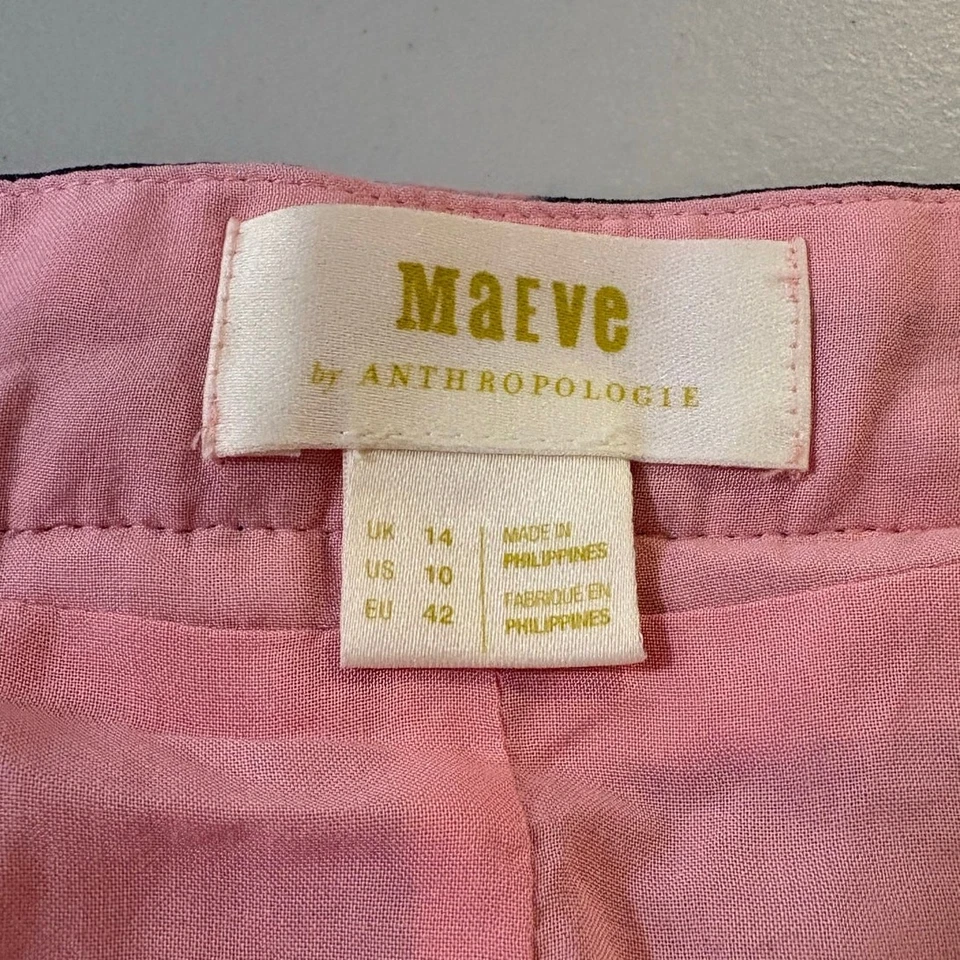 MaEve
by ANTHROPOLOGIE
UK 14
US 10
EU 42
MADE IN
PHILIPPINES
FABRIQUE EN
PHILIPPINES